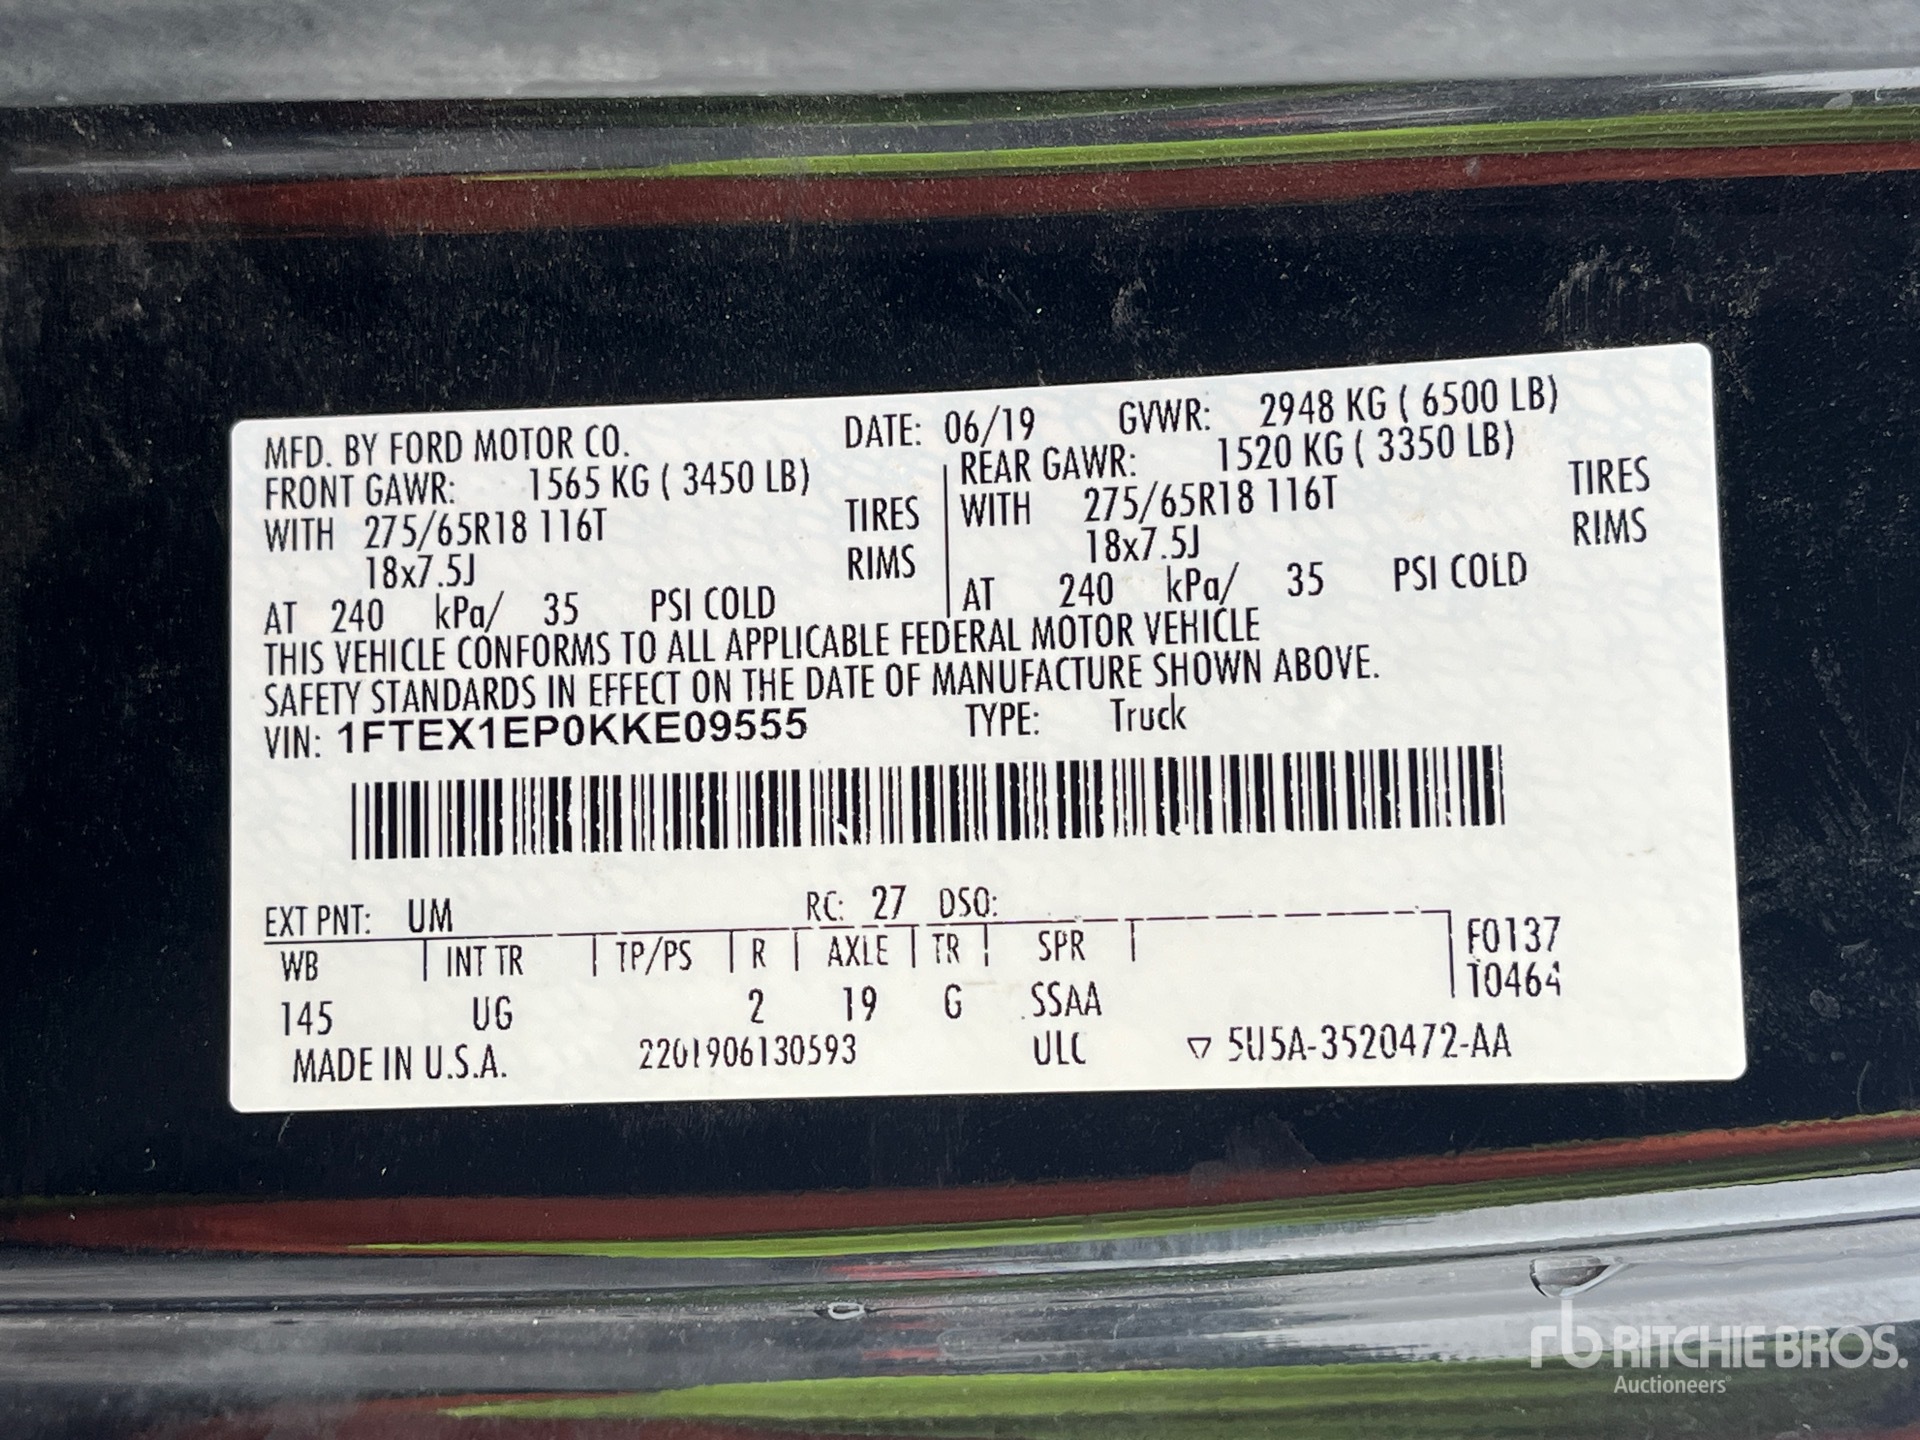 MFD. BY FORD MOTOR CO. DATE: 06/19 GVWR: 2948 KG ( 6500 LB)
FRONT GAWR: 1565 KG ( 3450 LB) REAR GAWR: 1520 KG ( 3350 LB)
WITH 275/65R18 116T TIRES WITH 275/65R18 116T TIRES
18x7.5J RIMS 18x7.5J RIMS
AT 240 kPa/ 35 PSI COLD AT 240 kPa/ 35 PSI COLD
THIS VEHICLE CONFORMS TO ALL APPLICABLE FEDERAL MOTOR VEHICLE
SAFETY STANDARDS IN EFFECT ON THE DATE OF MANUFACTURE SHOWN ABOVE.
VIN: 1FTEX1EP0KKE09555 TYPE: Truck
EXT PNT: UM RC: 27 DSO:
WB INT TR TP/PS R AXLE TR SPR F0137
T0464
145 UG 2 19 G SSAA
MADE IN U.S.A. 2201906130593 ULC ▽ 5U5A-3520472-AA
rb RITCHIE BROS.
Auctioneers